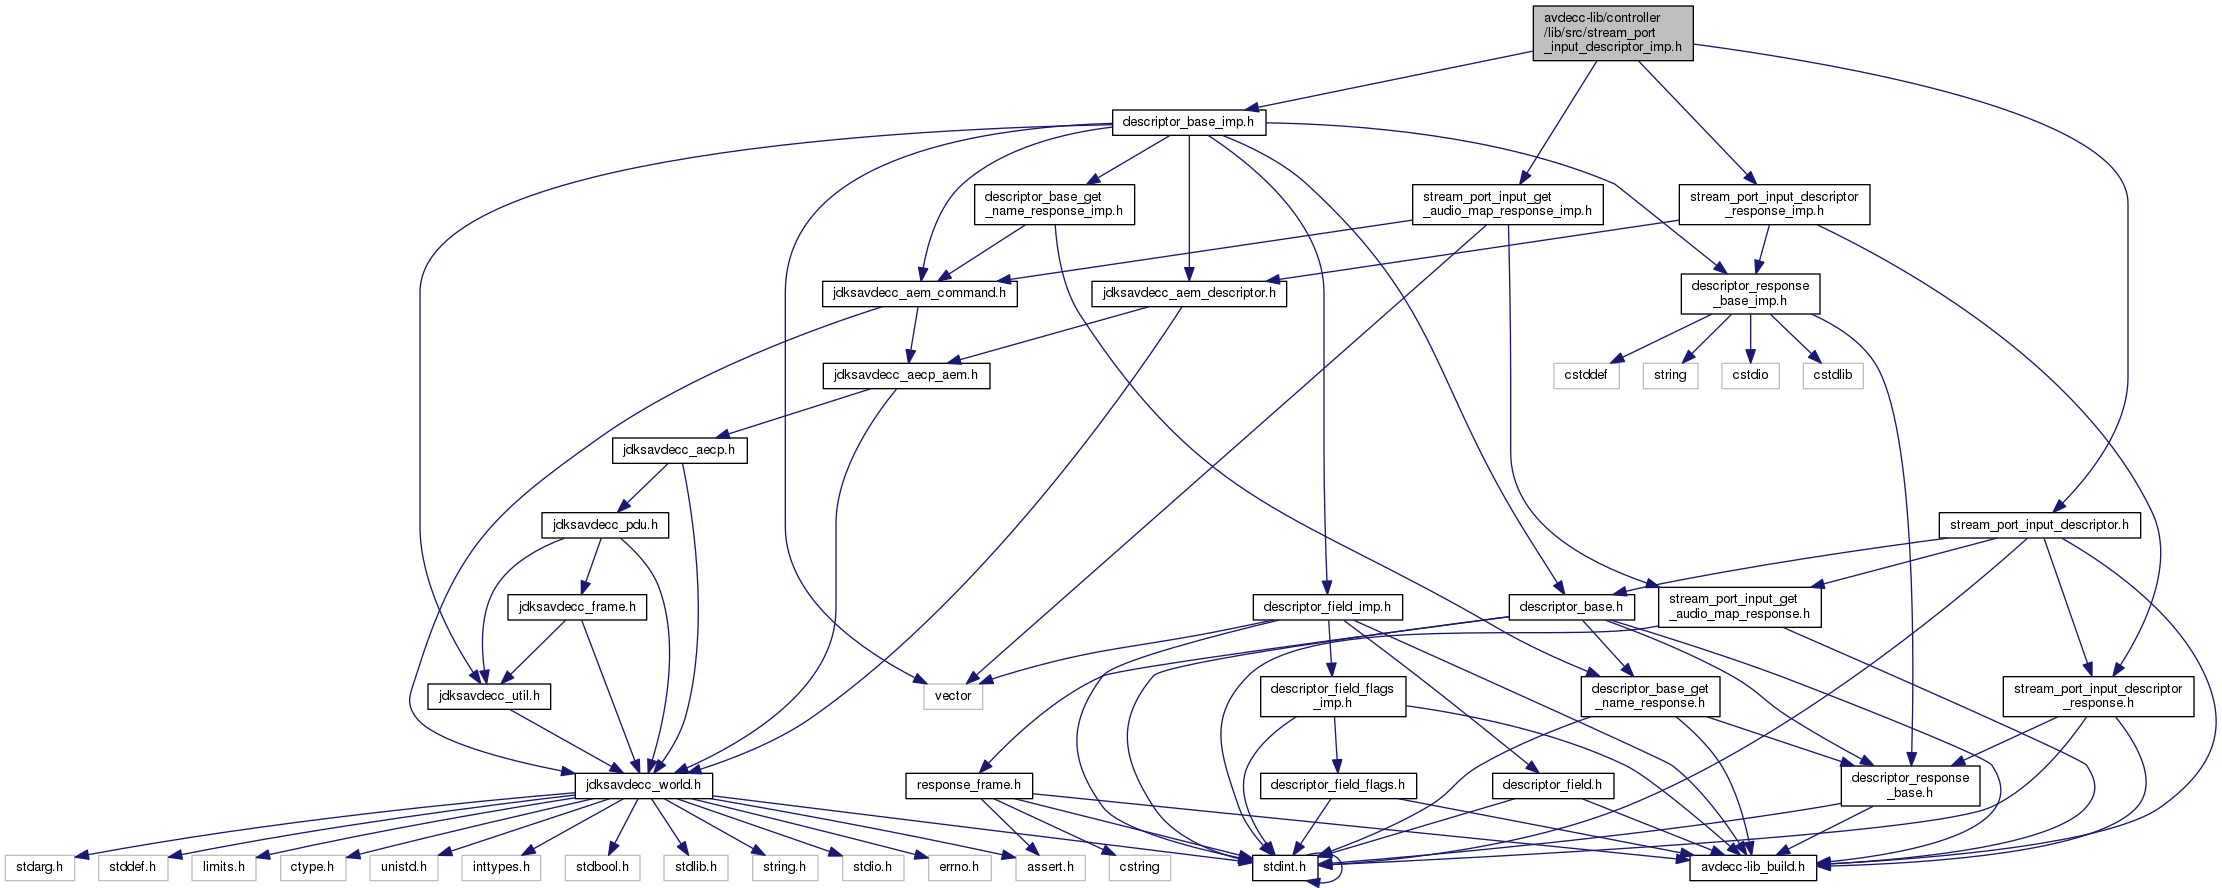 avdecc-lib/controller
/lib/src/stream_port
_input_descriptor_imp.h
descriptor_base_imp.h
descriptor_base_get
_name_response_imp.h
stream_port_input_get
_audio_map_response_imp.h
stream_port_input_descriptor
_response_imp.h
jdksavdecc_aem_command.h
jdksavdecc_aem_descriptor.h
descriptor_response
_base_imp.h
jdksavdecc_aecp_aem.h
cstddef
string
cstdio
cstdlib
jdksavdecc_aecp.h
jdksavdecc_pdu.h
stream_port_input_descriptor.h
jdksavdecc_frame.h
descriptor_field_imp.h
descriptor_base.h
stream_port_input_get
_audio_map_response.h
jdksavdecc_util.h
vector
descriptor_field_flags
_imp.h
descriptor_base_get
_name_response.h
stream_port_input_descriptor
_response.h
jdksavdecc_world.h
response_frame.h
descriptor_field_flags.h
descriptor_field.h
descriptor_response
_base.h
stdarg.h
stddef.h
limits.h
ctype.h
unistd.h
inttypes.h
stdbool.h
stdlib.h
string.h
stdio.h
errno.h
assert.h
cstring
stdint.h
avdecc-lib_build.h